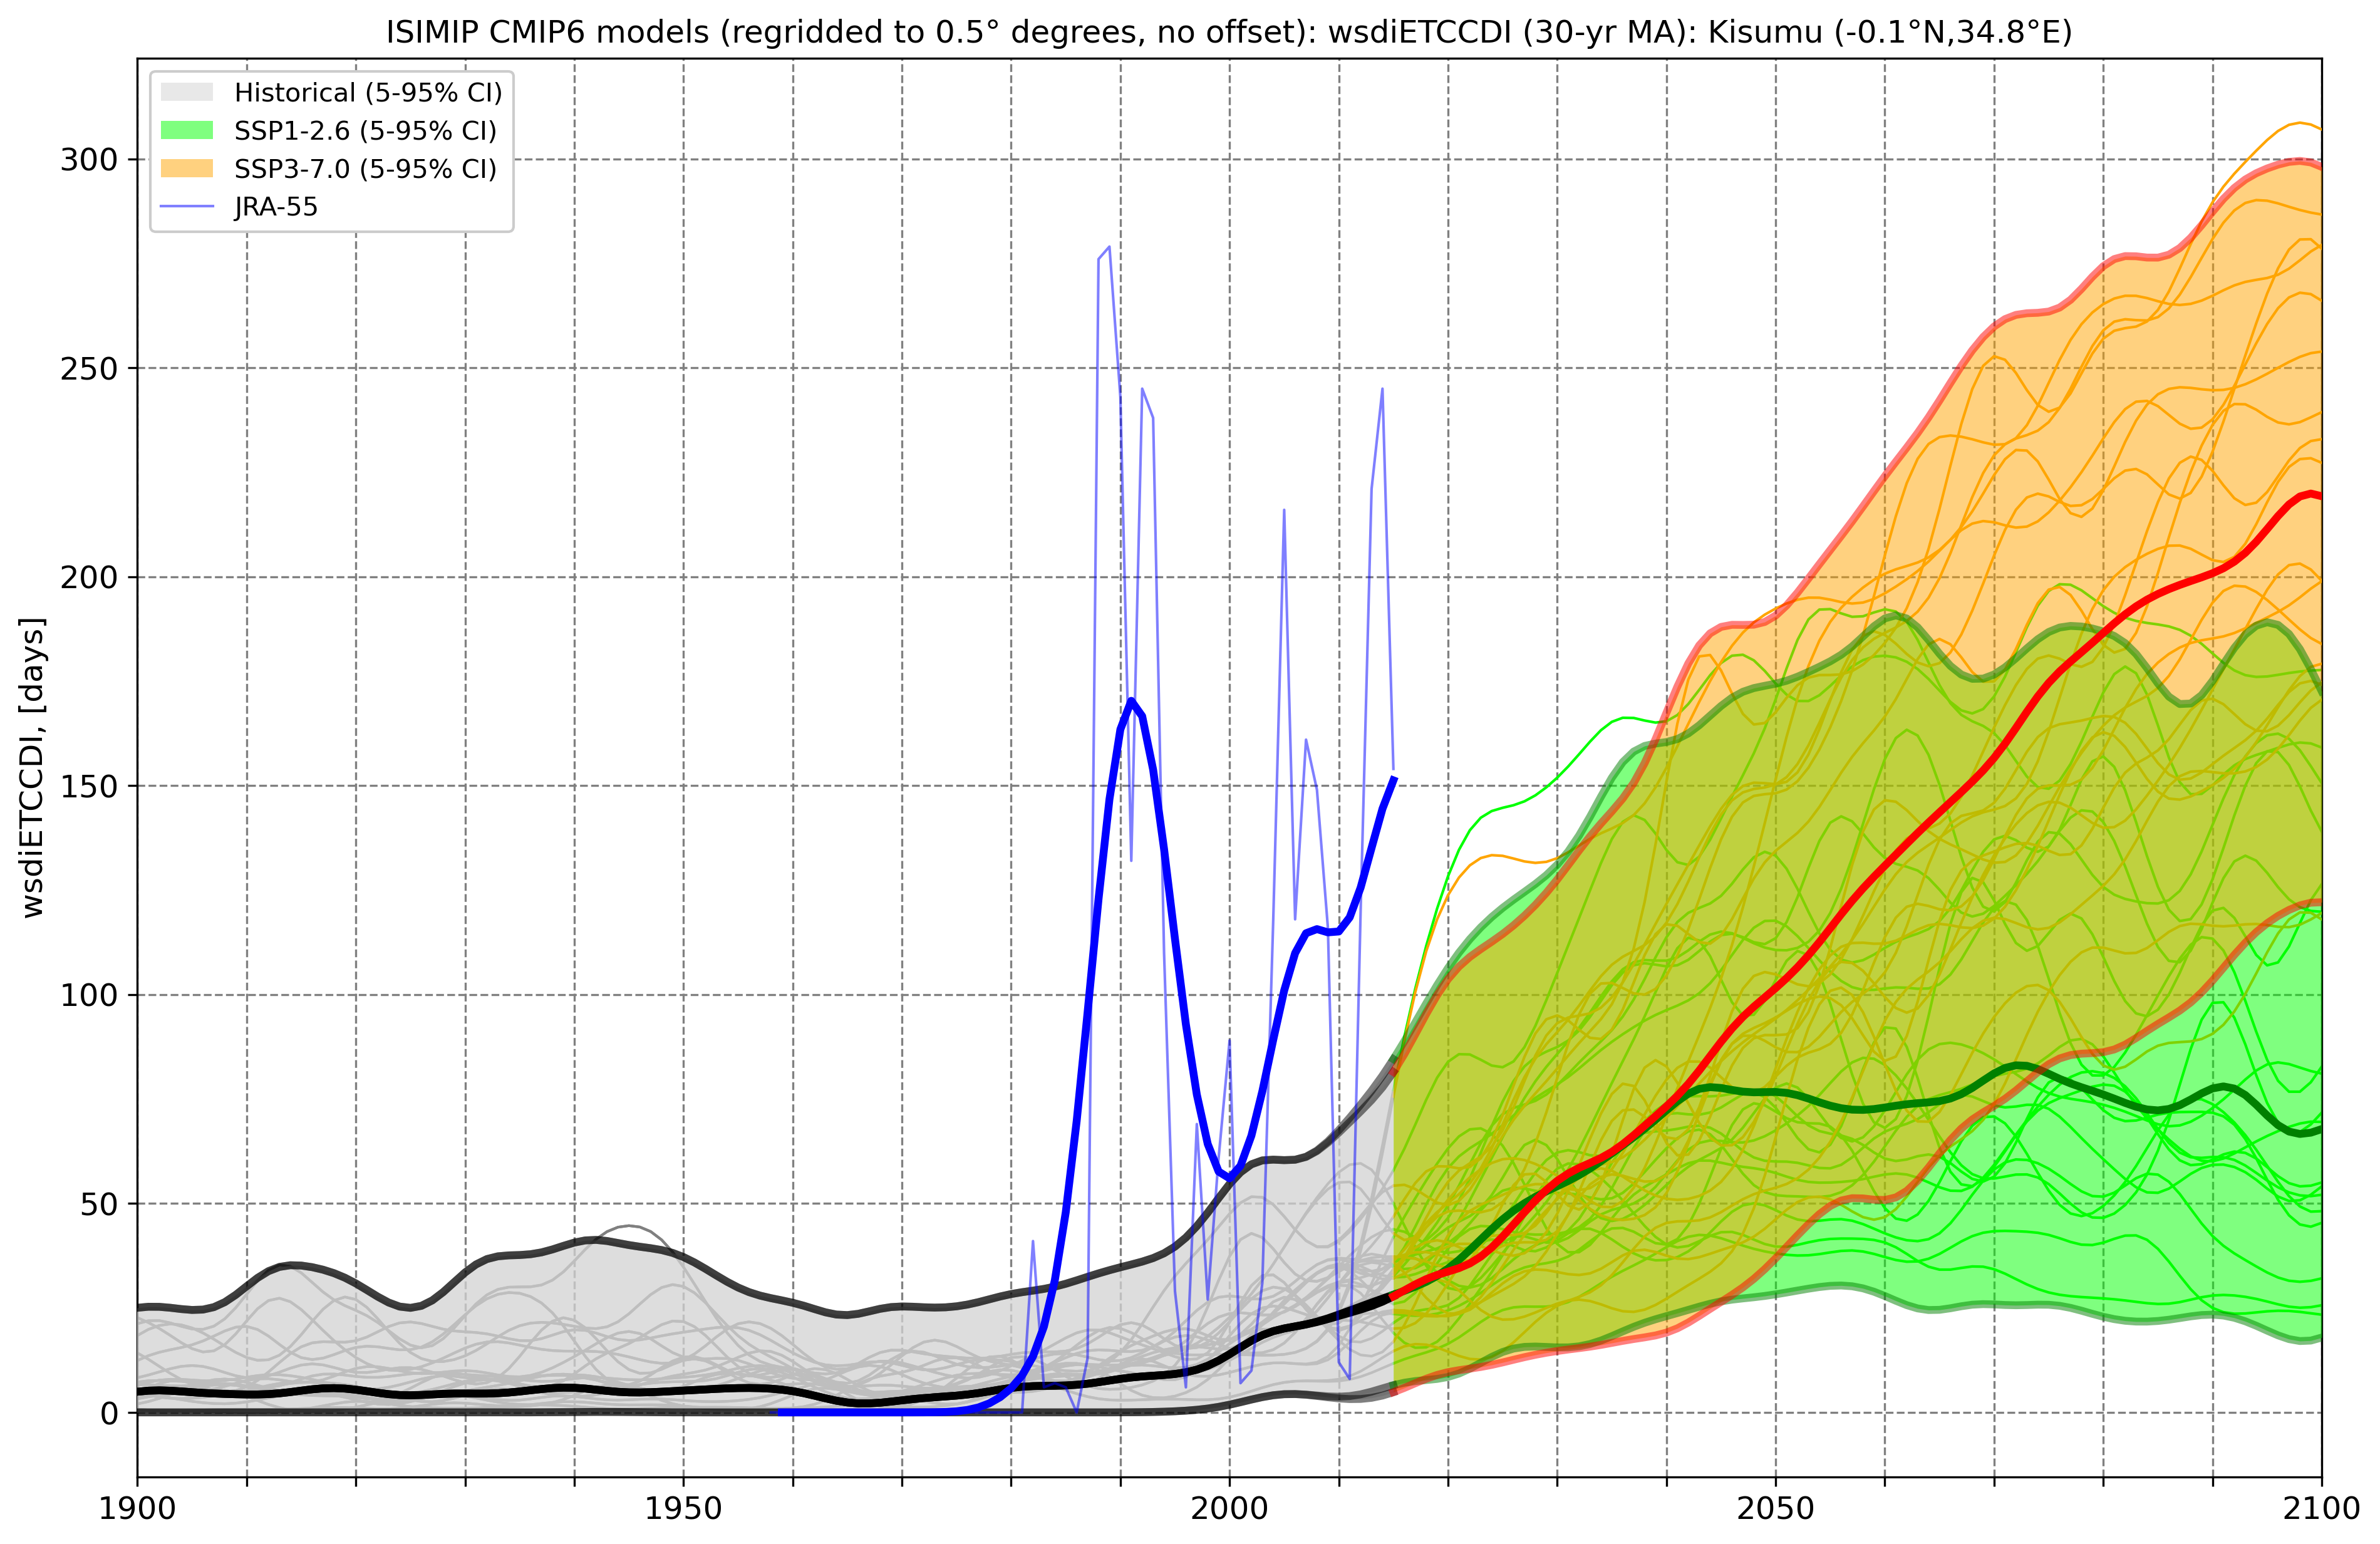 ISIMIP CMIP6 models (regridded to 0.5° degrees, no offset): wsdiETCCDI (30-yr MA): Kisumu (-0.1°N,34.8°E)
Historical (5-95% CI)
SSP1-2.6 (5-95% CI)
SSP3-7.0 (5-95% CI)
JRA-55
wsdiETCCDI, [days]
300
250
200
150
100
50
0
1900 1950 2000 2050 2100